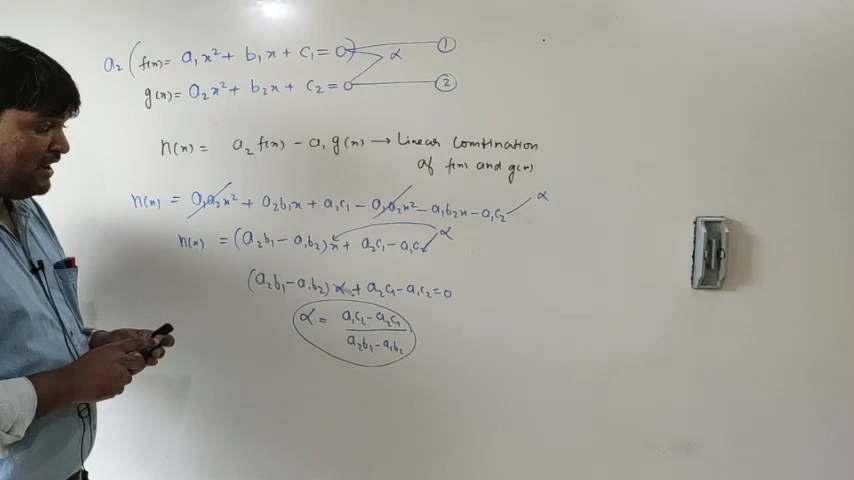 a₂ ( f(x) = a₁x² + b₁x + c₁ = 0 ) α ①
g(x) = a₂x² + b₂x + c₂ = 0 ②
h(x) = a₂ f(x) - a₁ g(x) → Linear combination
of f(x) and g(x)
h(x) = a₁a₂x² + a₂b₁x + a₂c₁ - a₁a₂x² - a₁b₂x - a₁c₂ α
h(x) = (a₂b₁ - a₁b₂)x + a₂c₁ - a₁c₂ α
(a₂b₁ - a₁b₂) α + a₂c₁ - a₁c₂ = 0
α = a₁c₂ - a₂c₁
a₂b₁ - a₁b₂